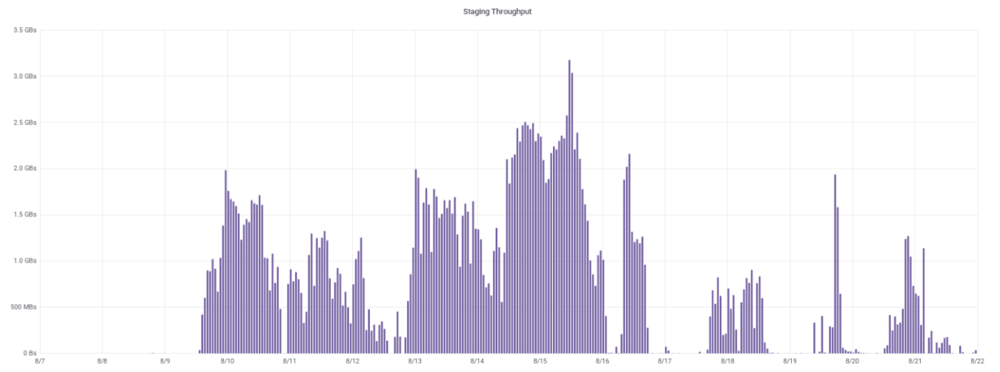 Staging Throughput
3.5 GBs
3.0 GBs
2.5 GBs
2.0 GBs
1.5 GBs
1.0 GBs
500 MBs
0 Bs
8/7 8/8 8/9 8/10 8/11 8/12 8/13 8/14 8/15 8/16 8/17 8/18 8/19 8/20 8/21 8/22